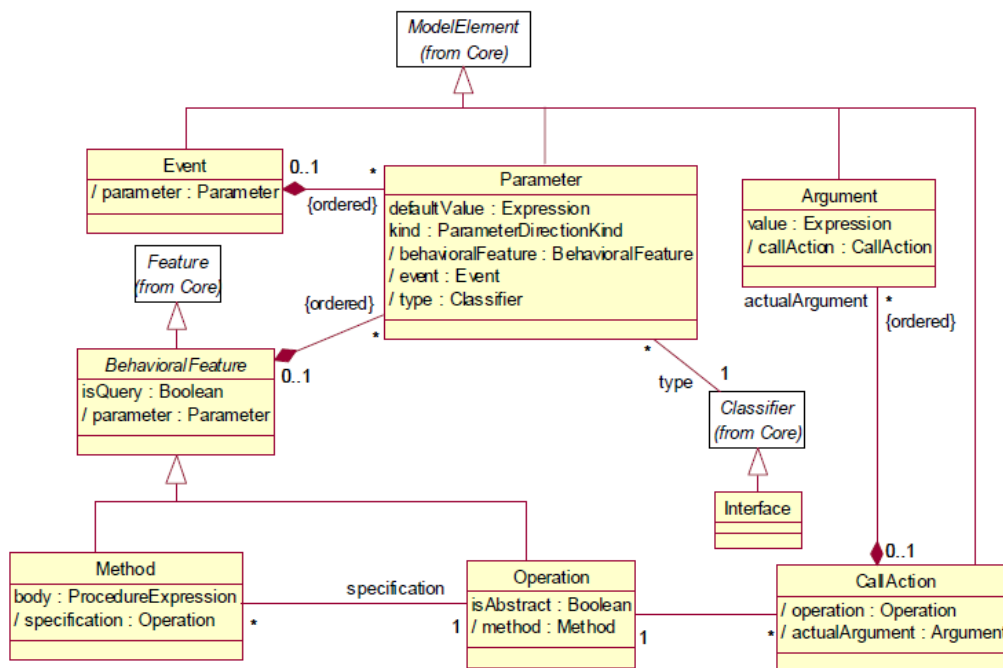 ModelElement
(from Core)
Event
/ parameter : Parameter
0..1
*
{ordered}
Parameter
defaultValue : Expression
kind : ParameterDirectionKind
/ behavioralFeature : BehavioralFeature
/ event : Event
/ type : Classifier
Argument
value : Expression
/ callAction : CallAction
Feature
(from Core)
{ordered}
*
0..1
actualArgument
*
{ordered}
BehavioralFeature
isQuery : Boolean
/ parameter : Parameter
*
type
1
Classifier
(from Core)
Interface
0..1
Method
body : ProcedureExpression
/ specification : Operation
specification
*
1
Operation
isAbstract : Boolean
/ method : Method
1
*
CallAction
/ operation : Operation
/ actualArgument : Argument